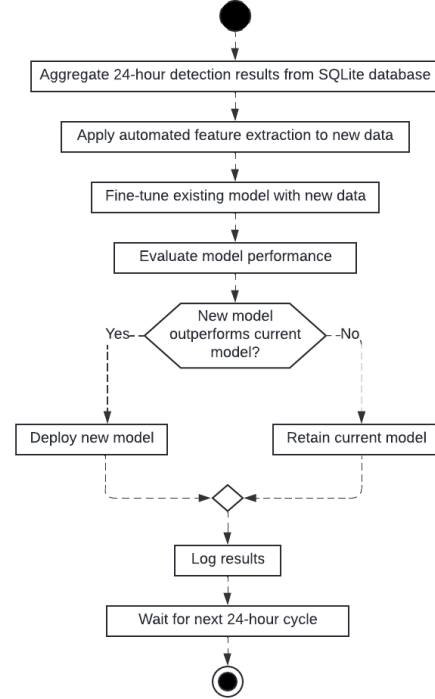 Aggregate 24-hour detection results from SQLite database
Apply automated feature extraction to new data
Fine-tune existing model with new data
Evaluate model performance
New model
outperforms current
model?
Yes
No
Deploy new model
Retain current model
Log results
Wait for next 24-hour cycle